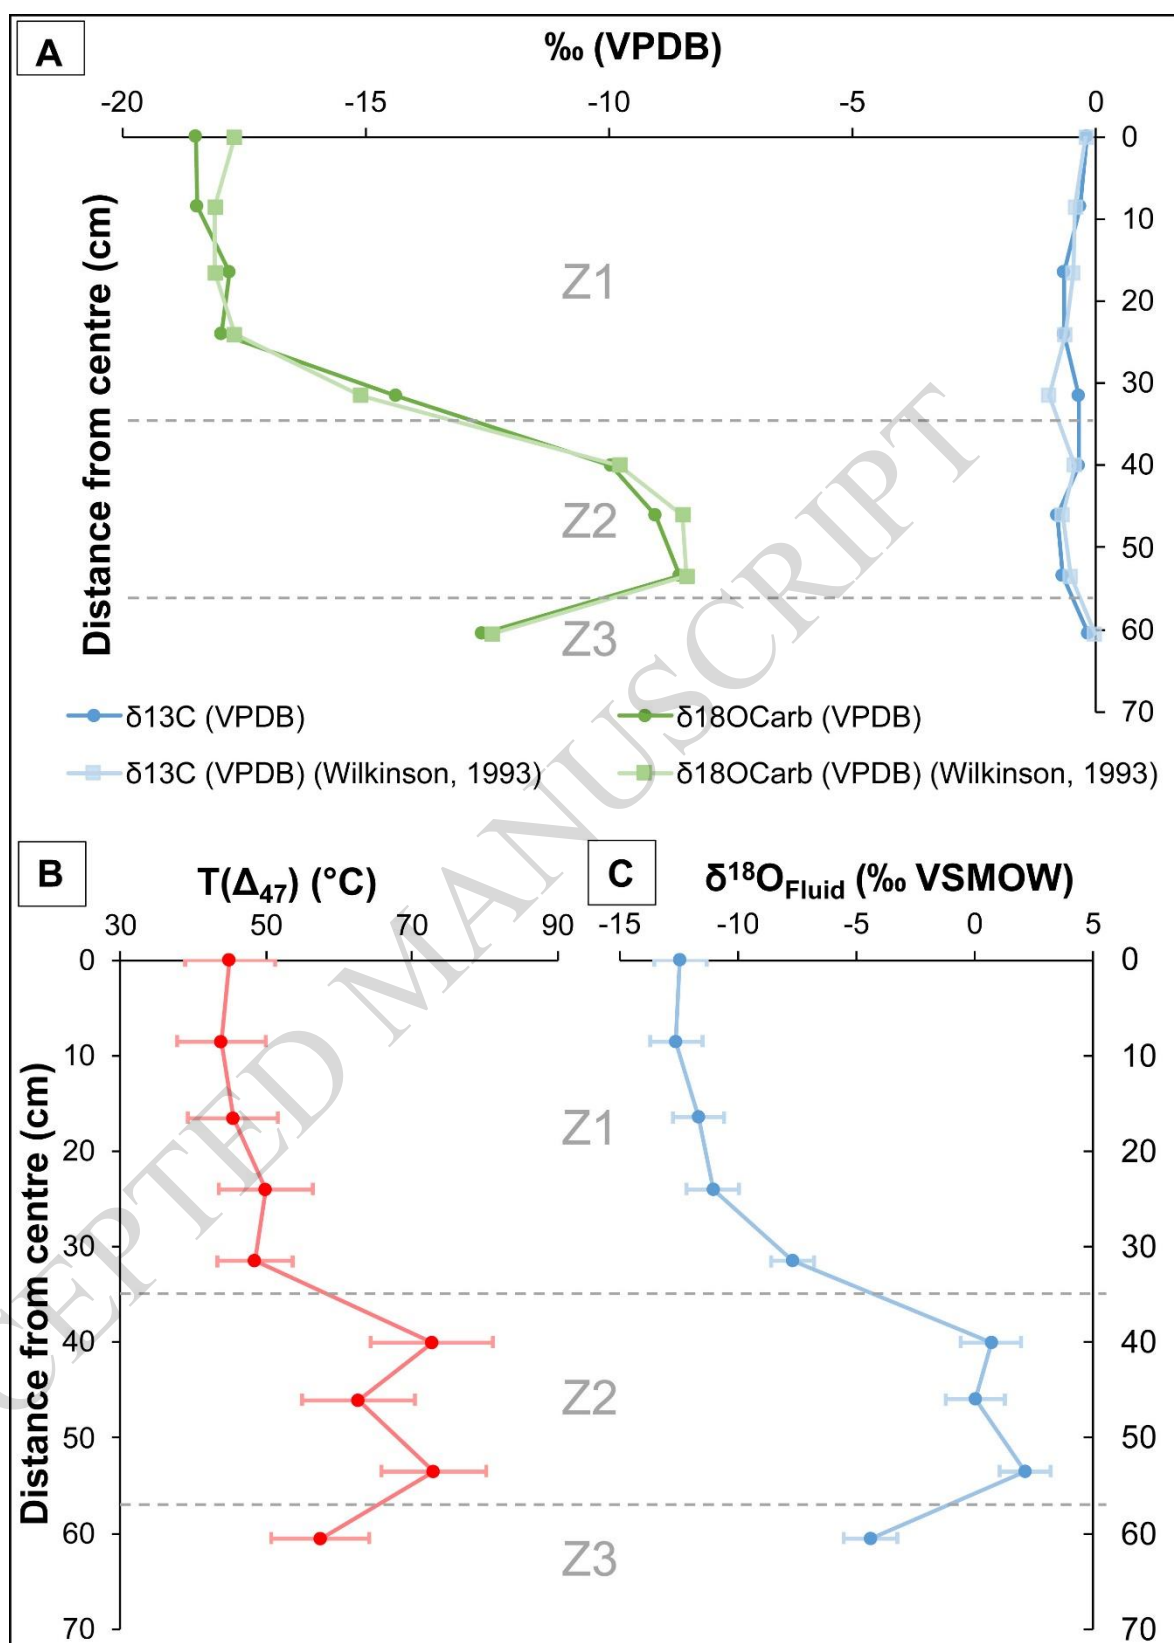 A
‰ (VPDB)
-20 -15 -10 -5 0
0
10
20
30
40
50
60
70
Distance from centre (cm)
Z1
Z2
Z3
δ13C (VPDB)
δ18OCarb (VPDB)
δ13C (VPDB) (Wilkinson, 1993)
δ18OCarb (VPDB) (Wilkinson, 1993)
B
T(Δ47) (°C)
30 50 70 90
0
10
20
30
40
50
60
70
Distance from centre (cm)
C
δ18OFluid (‰ VSMOW)
-15 -10 -5 0 5
0
10
20
30
40
50
60
70
Z1
Z2
Z3
CEPTED MANUSCRIPT